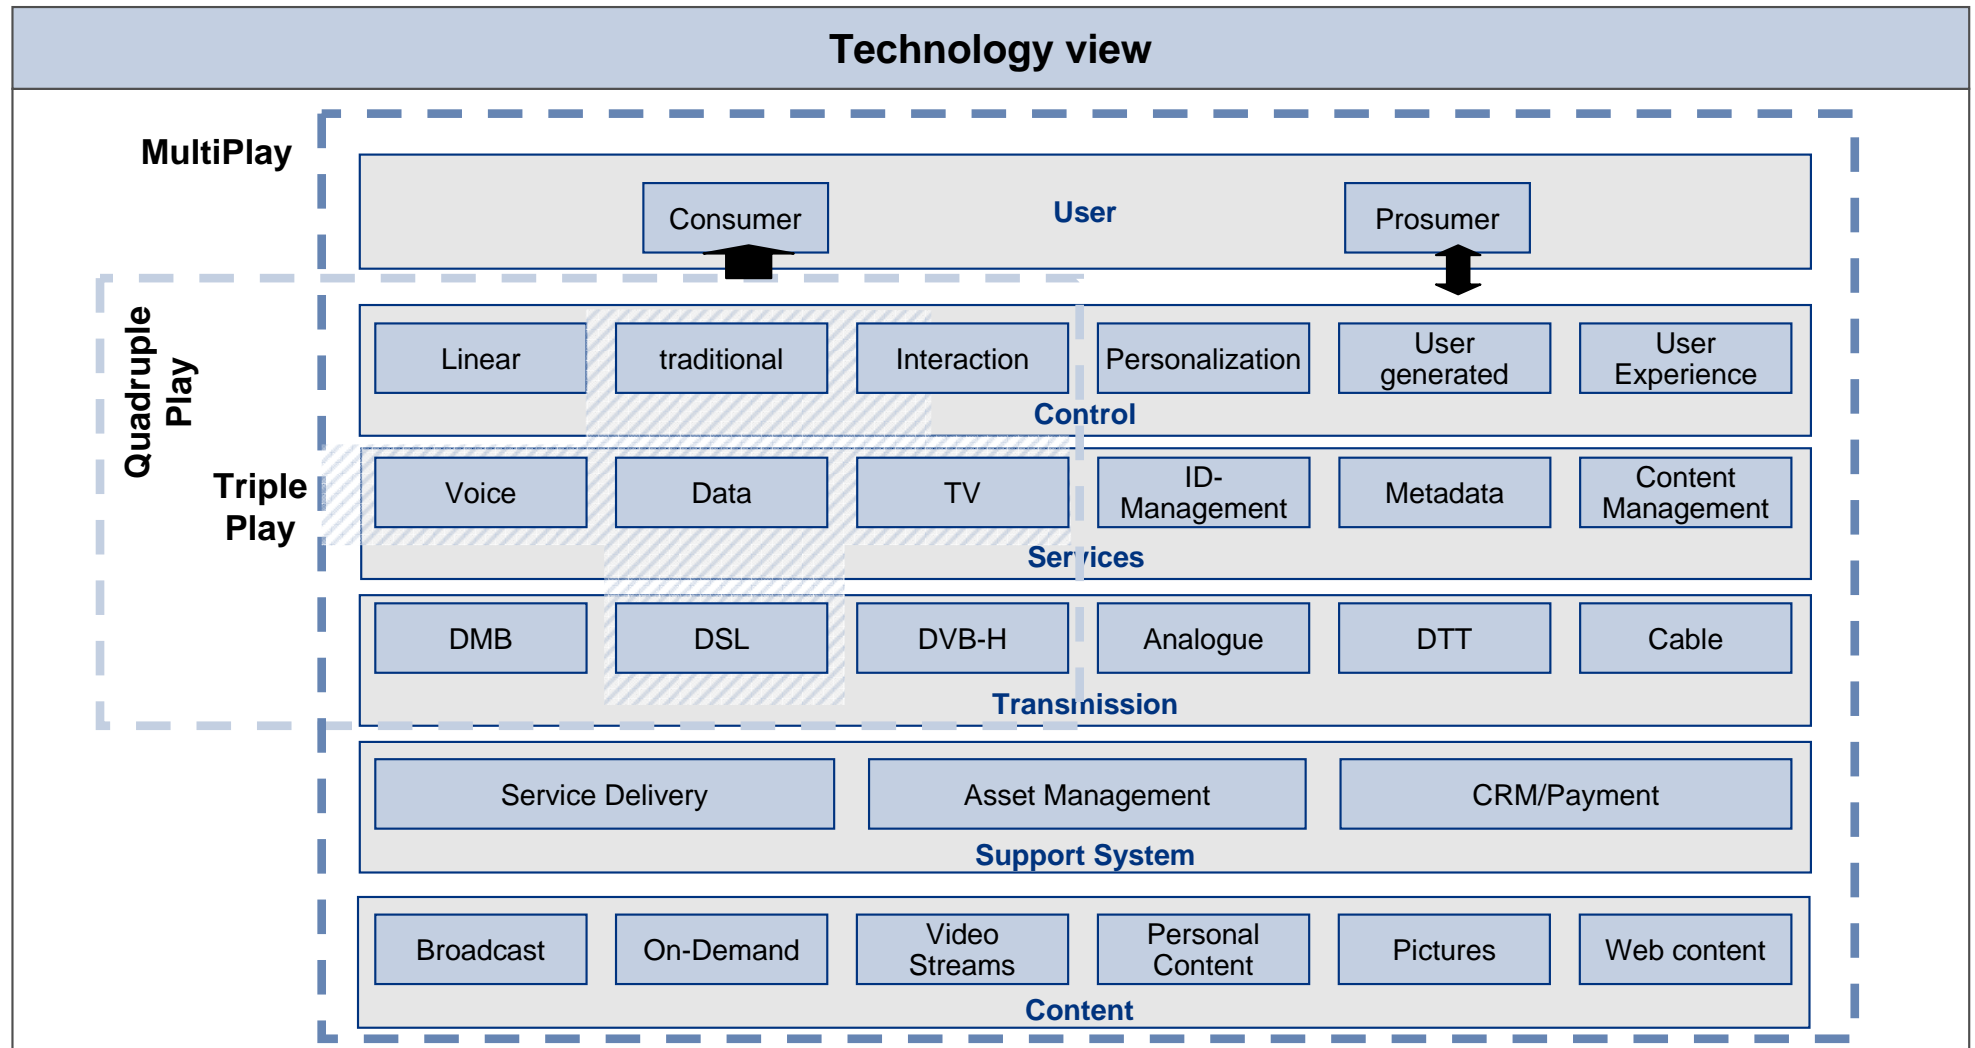 Technology view
MultiPlay
Consumer
User
Prosumer
Quadruple
Play
Linear
traditional
Interaction
Personalization
User
generated
User
Experience
Control
Triple
Play
Voice
Data
TV
ID-
Management
Metadata
Content
Management
Services
DMB
DSL
DVB-H
Analogue
DTT
Cable
Transmission
Service Delivery
Asset Management
CRM/Payment
Support System
Broadcast
On-Demand
Video
Streams
Personal
Content
Pictures
Web content
Content